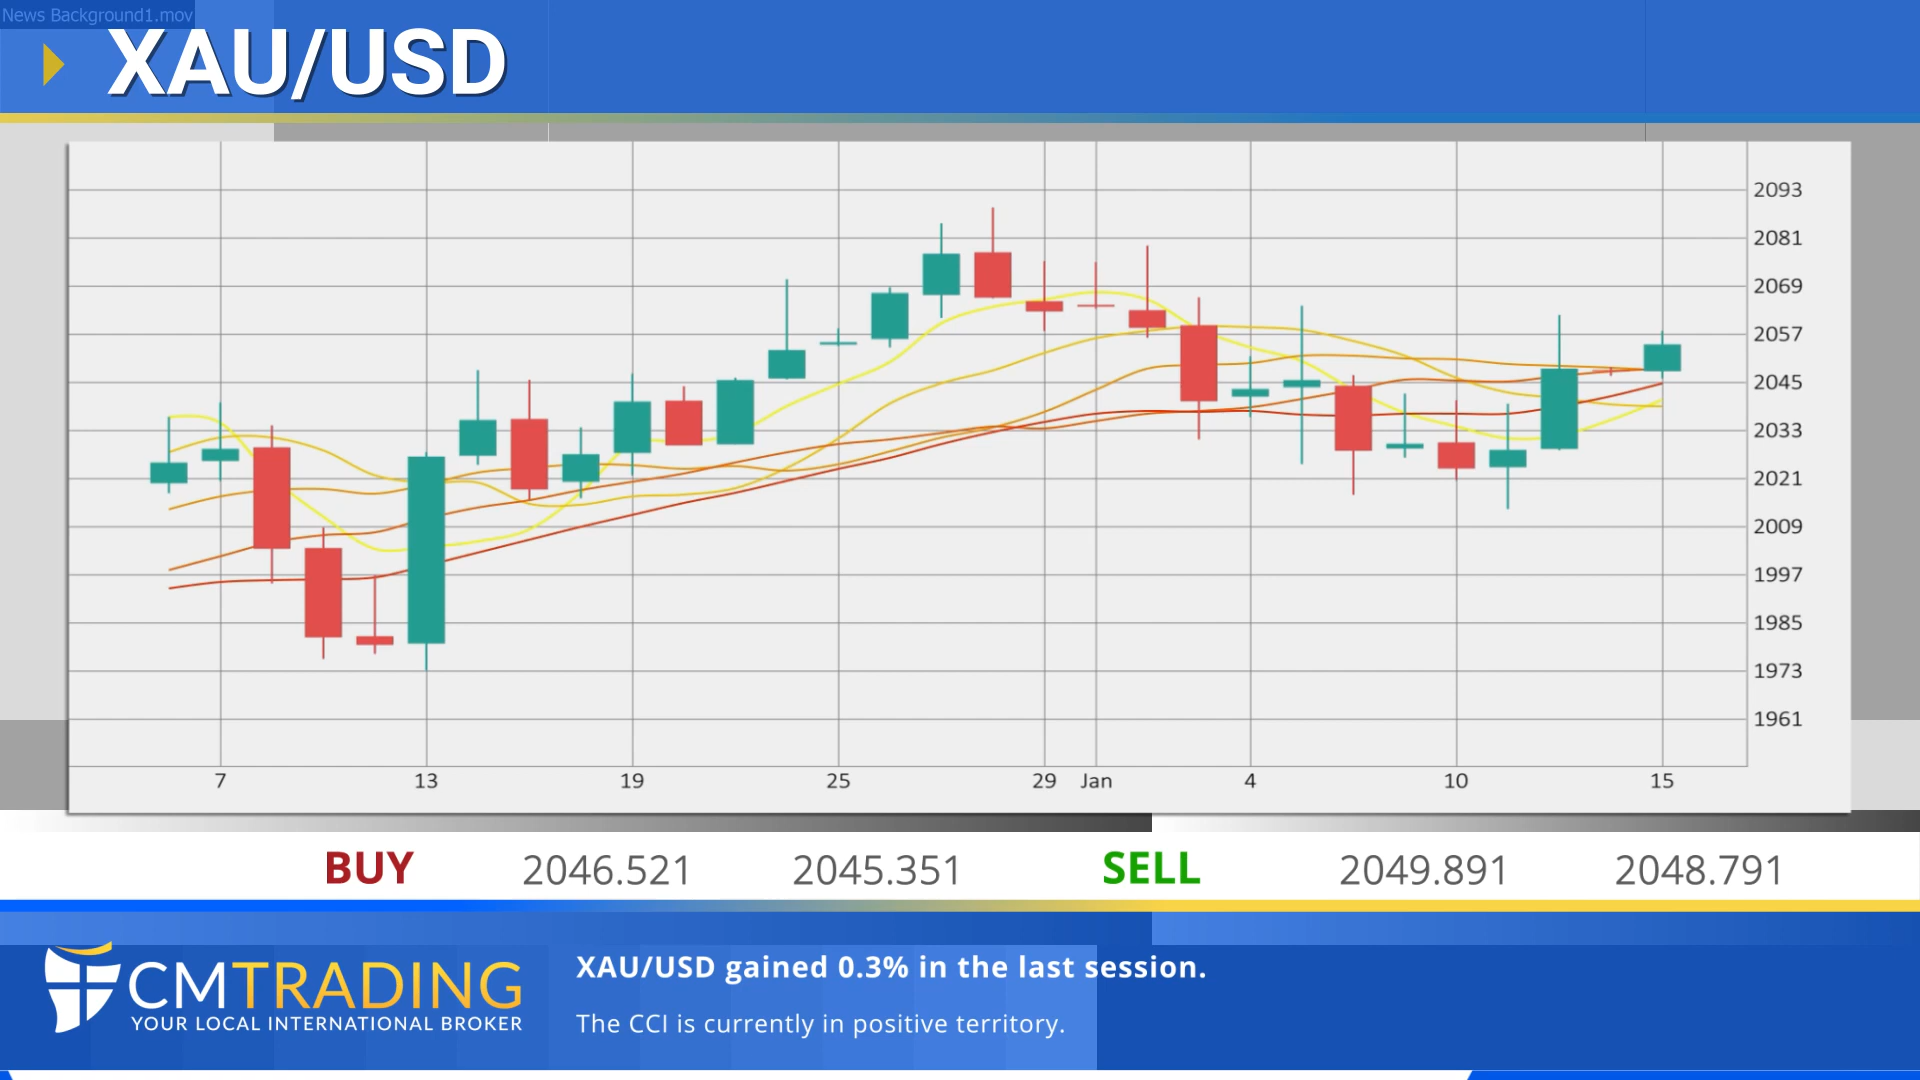 News Background1.mov
XAU/USD
2093
2081
2069
2057
2045
2033
2021
2009
1997
1985
1973
1961
7 13 19 25 29 Jan 4 10 15
BUY 2046.521 2045.351 SELL 2049.891 2048.791
CMTRADING
YOUR LOCAL INTERNATIONAL BROKER
XAU/USD gained 0.3% in the last session.
The CCI is currently in positive territory.